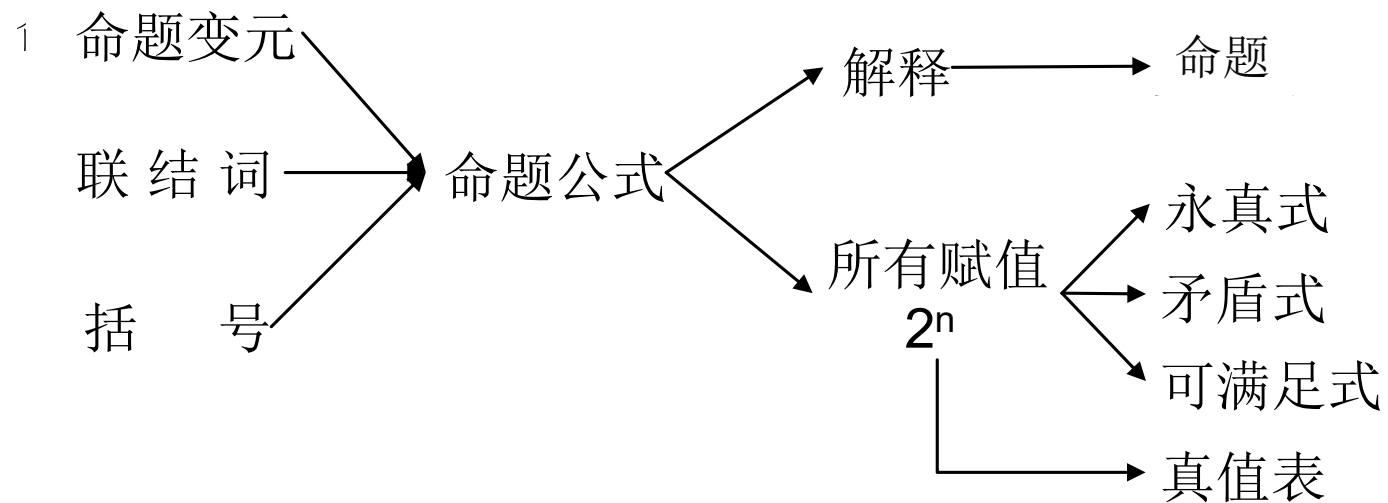 1 命题变元
联结词
括号
命题公式
解释
命题
所有赋值
2ⁿ
永真式
矛盾式
可满足式
真值表